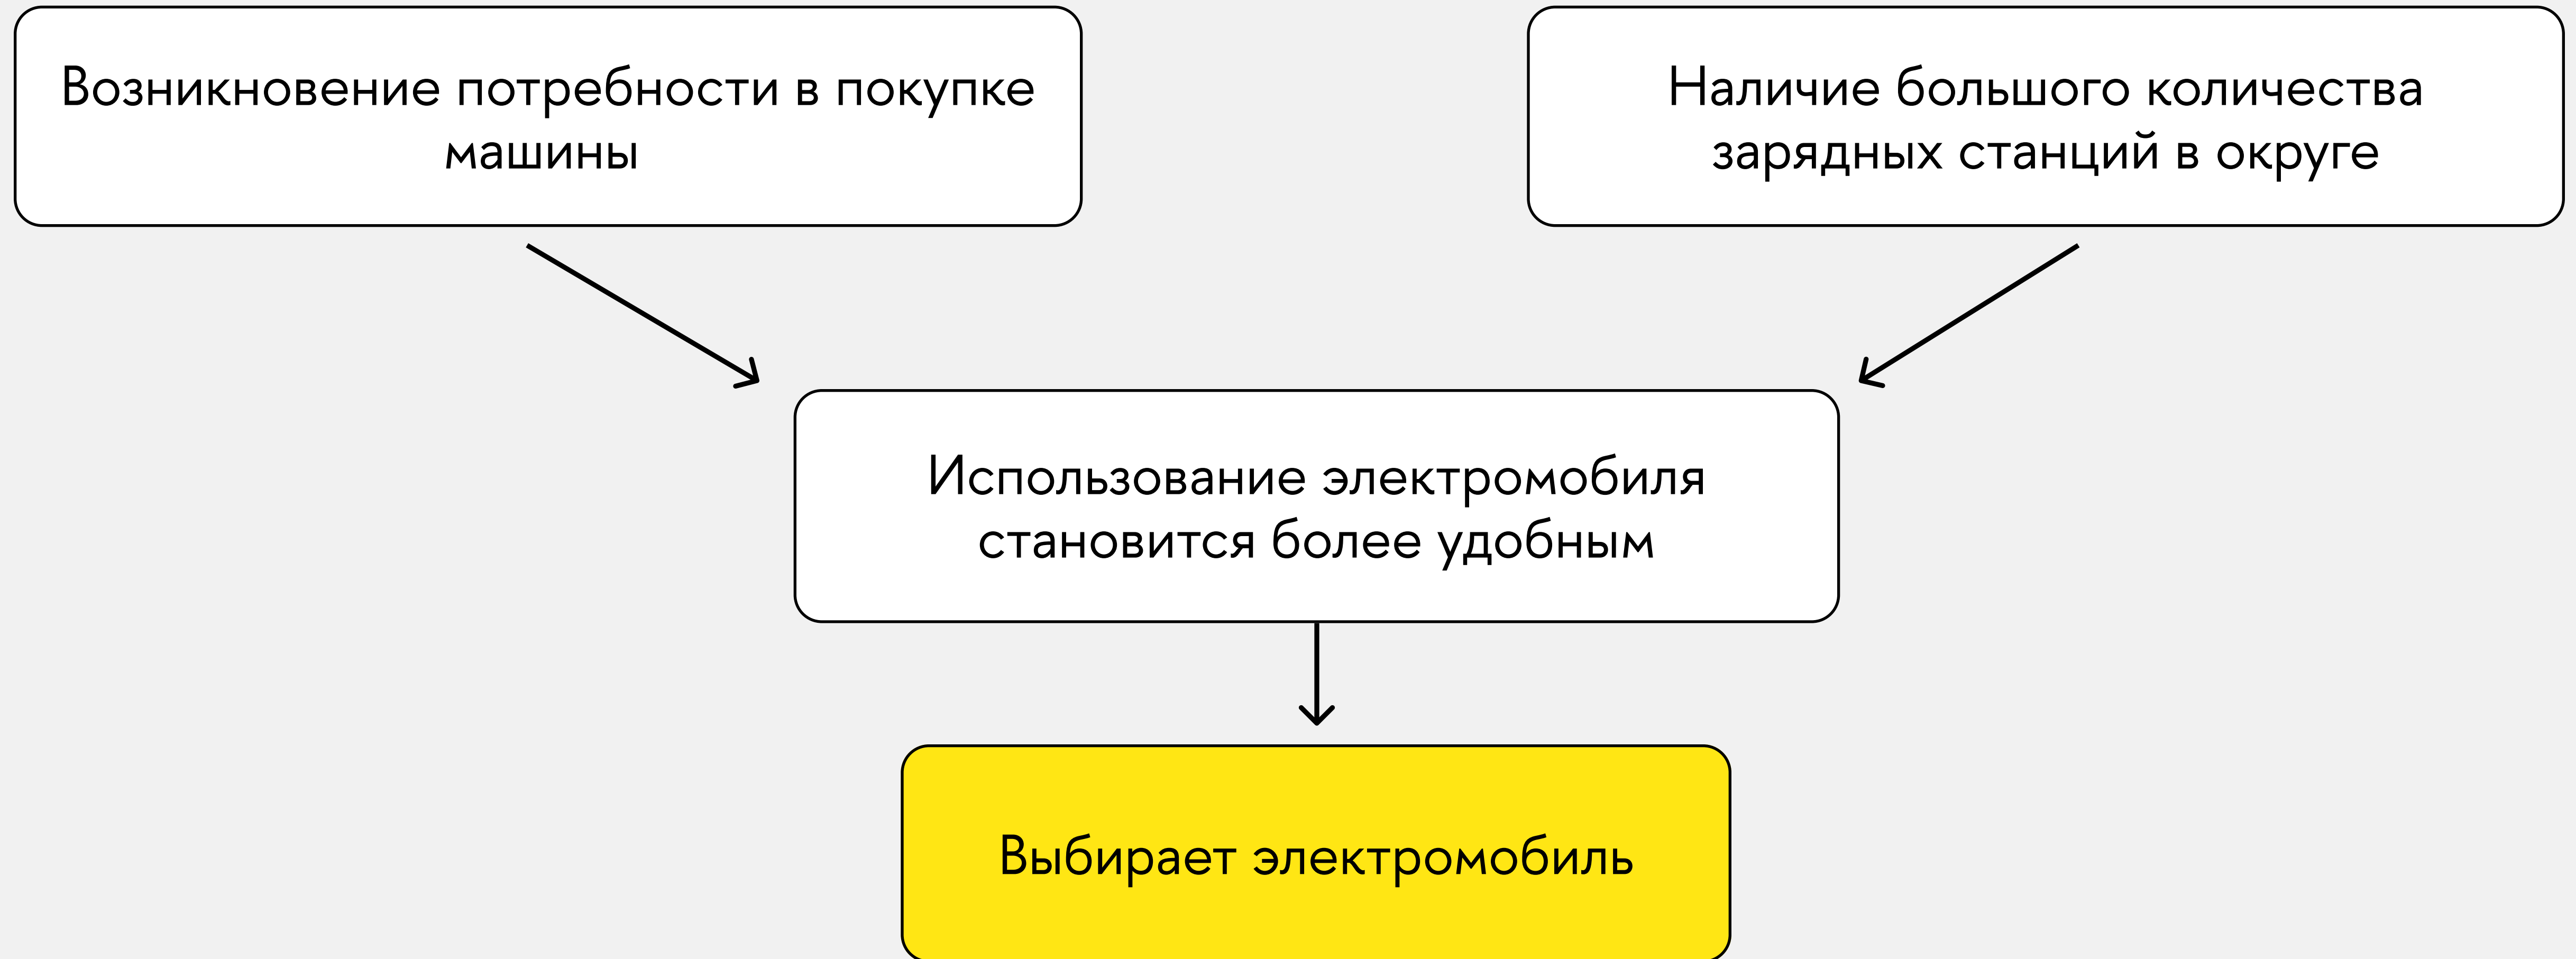 Возникновение потребности в покупке
машины
Наличие большого количества
зарядных станций в округе
Использование электромобиля
становится более удобным
Выбирает электромобиль